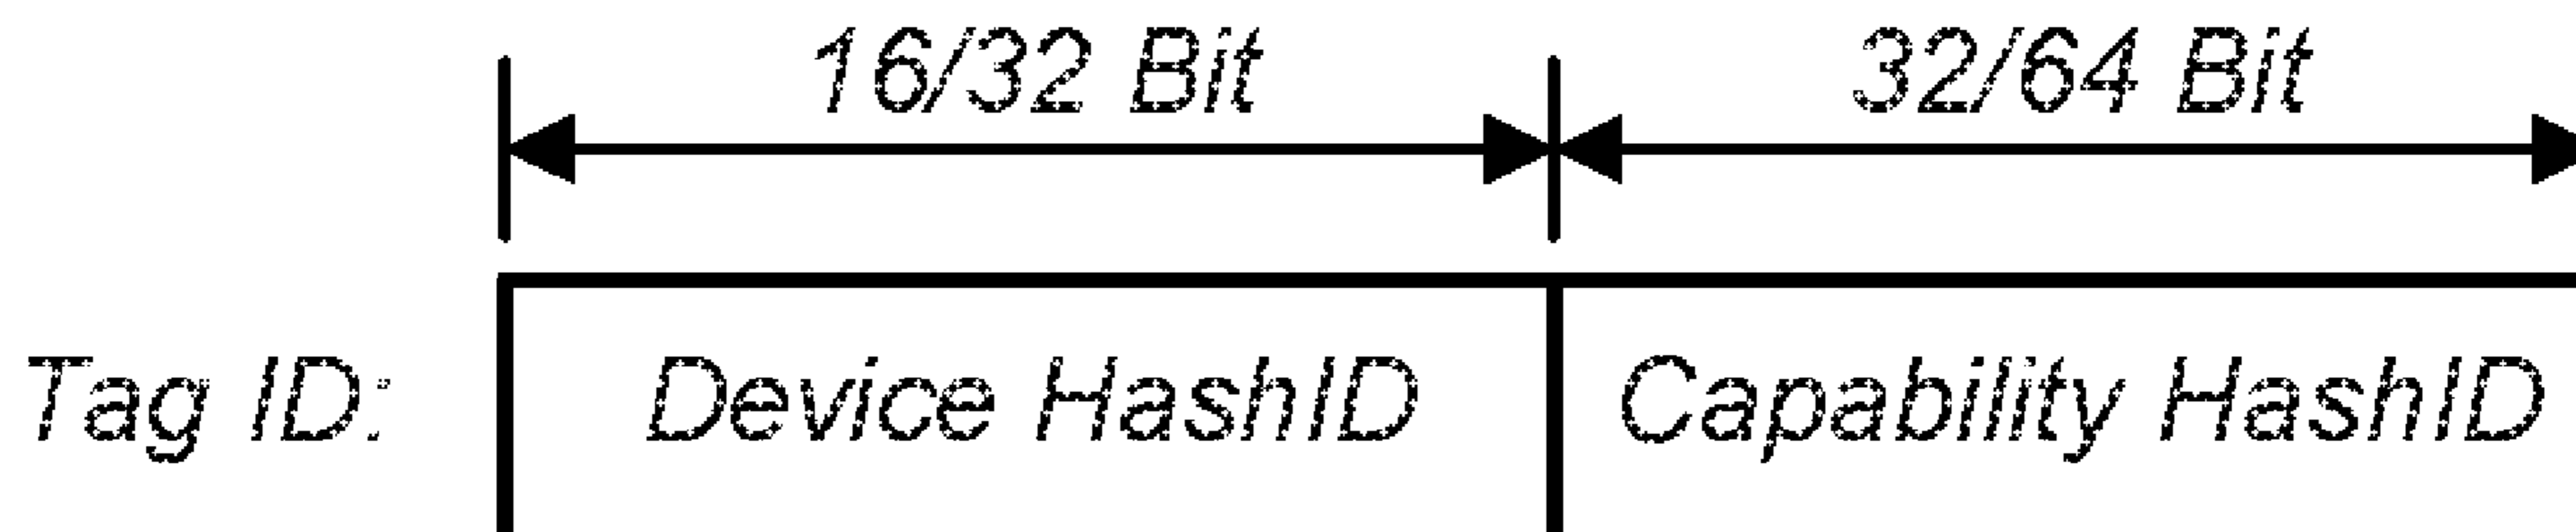 16/32 Bit 32/64 Bit
Tag ID: Device HashID Capability HashID